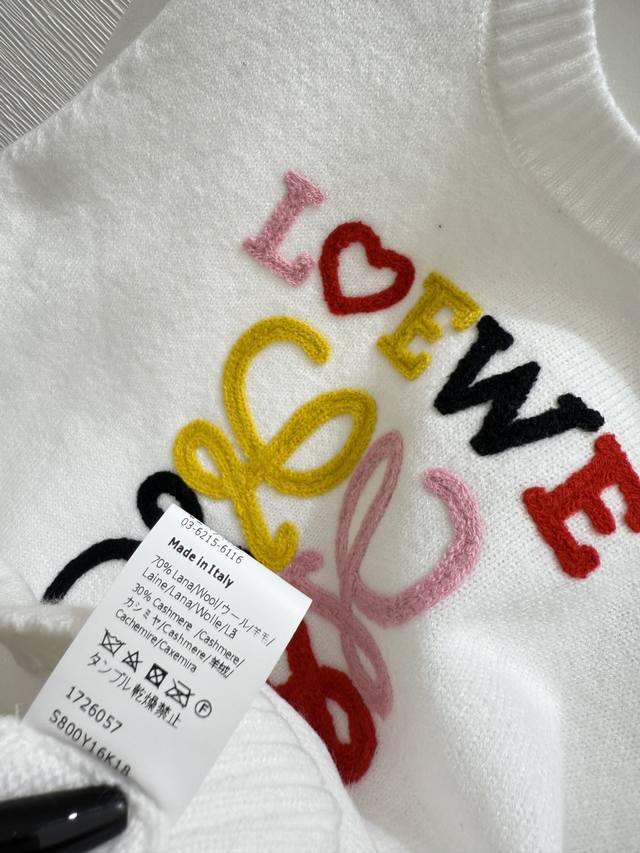 L❤EWE
03-6215-6116
Made in Italy
70% Lana/Wool/ウール/羊毛/
Laine/Lana/Wolle/Lã
30% Cashmere /Cashmere/
カシミヤ/Cashmere/羊绒/
Cachemire/Caxemira
F
タンブル乾燥禁止
1726057
S800Y16K18